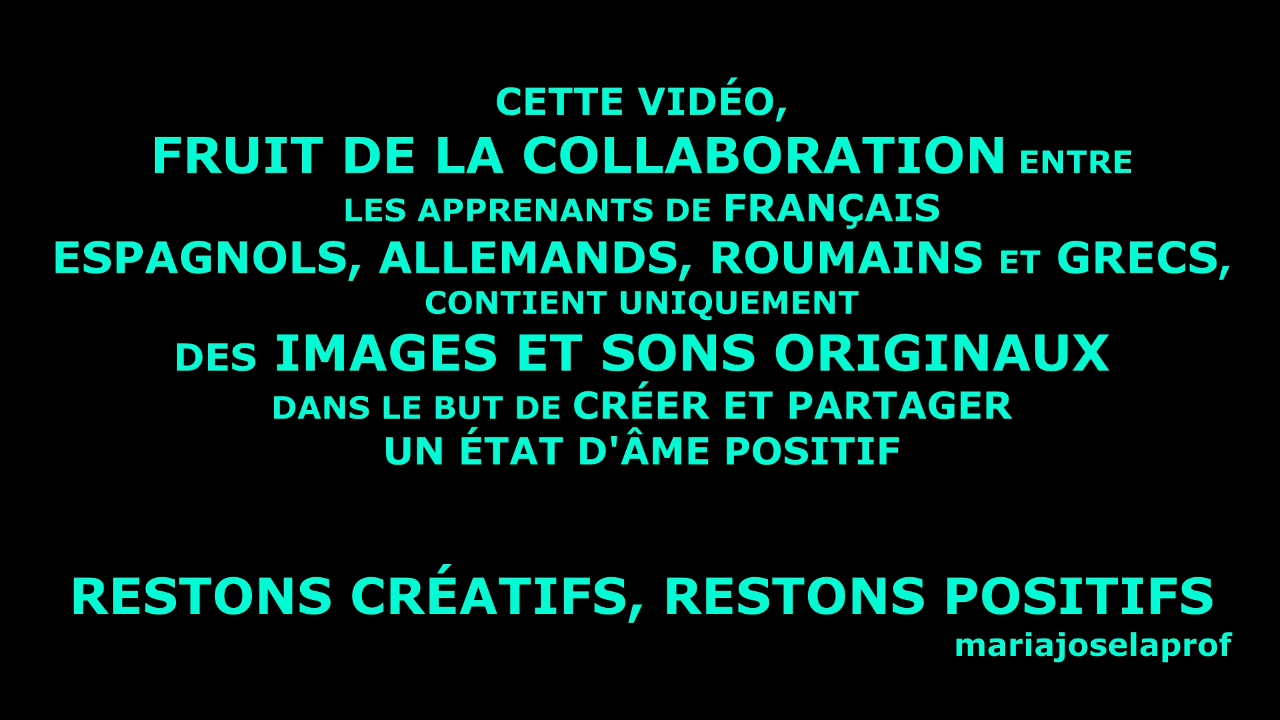 CETTE VIDÉO,
FRUIT DE LA COLLABORATION ENTRE
LES APPRENANTS DE FRANÇAIS
ESPAGNOLS, ALLEMANDS, ROUMAINS ET GRECS,
CONTIENT UNIQUEMENT
DES IMAGES ET SONS ORIGINAUX
DANS LE BUT DE CRÉER ET PARTAGER
UN ÉTAT D'ÂME POSITIF
RESTONS CRÉATIFS, RESTONS POSITIFS
mariajoselaprof